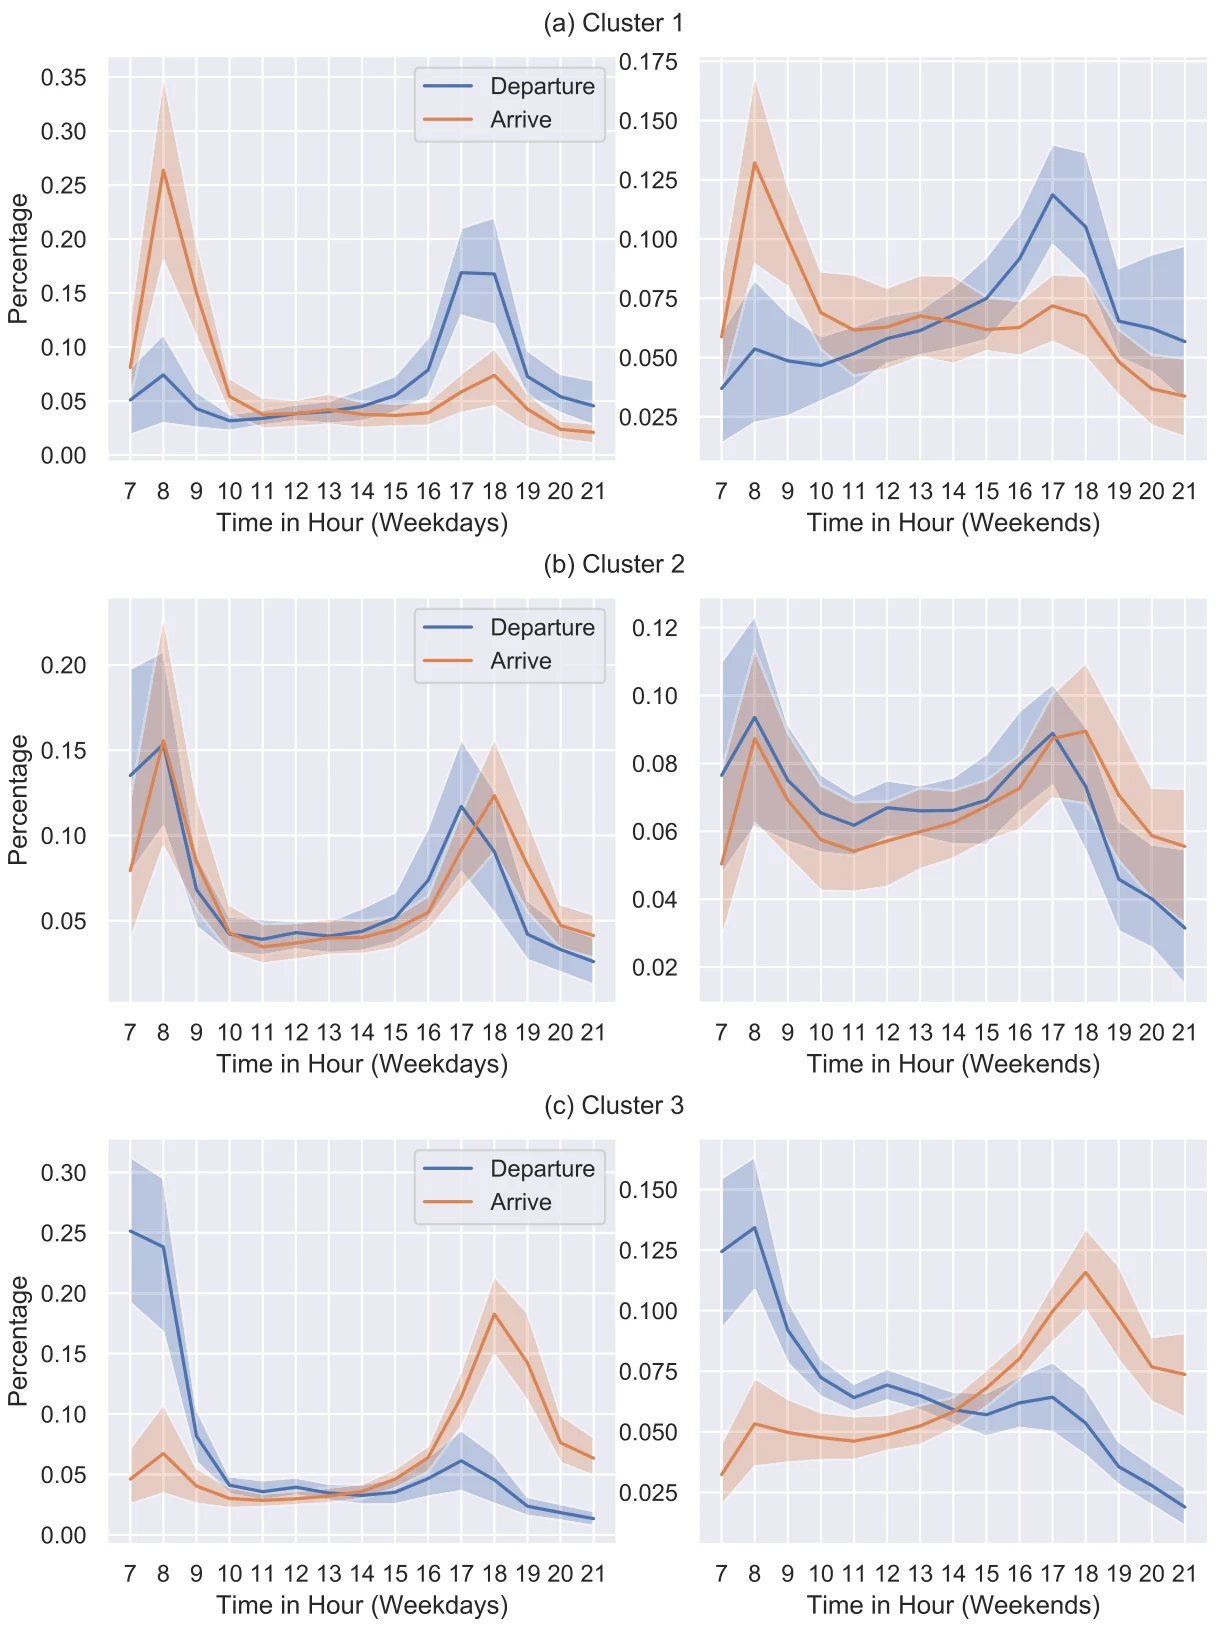 (a) Cluster 1
0.35
0.30
0.25
0.20
0.15
0.10
0.05
0.00
Percentage
Departure
Arrive
7 8 9 10 11 12 13 14 15 16 17 18 19 20 21
Time in Hour (Weekdays)
0.175
0.150
0.125
0.100
0.075
0.050
0.025
7 8 9 10 11 12 13 14 15 16 17 18 19 20 21
Time in Hour (Weekends)
(b) Cluster 2
0.20
0.15
0.10
0.05
Percentage
Departure
Arrive
7 8 9 10 11 12 13 14 15 16 17 18 19 20 21
Time in Hour (Weekdays)
0.12
0.10
0.08
0.06
0.04
0.02
7 8 9 10 11 12 13 14 15 16 17 18 19 20 21
Time in Hour (Weekends)
(c) Cluster 3
0.30
0.25
0.20
0.15
0.10
0.05
0.00
Percentage
Departure
Arrive
7 8 9 10 11 12 13 14 15 16 17 18 19 20 21
Time in Hour (Weekdays)
0.150
0.125
0.100
0.075
0.050
0.025
7 8 9 10 11 12 13 14 15 16 17 18 19 20 21
Time in Hour (Weekends)